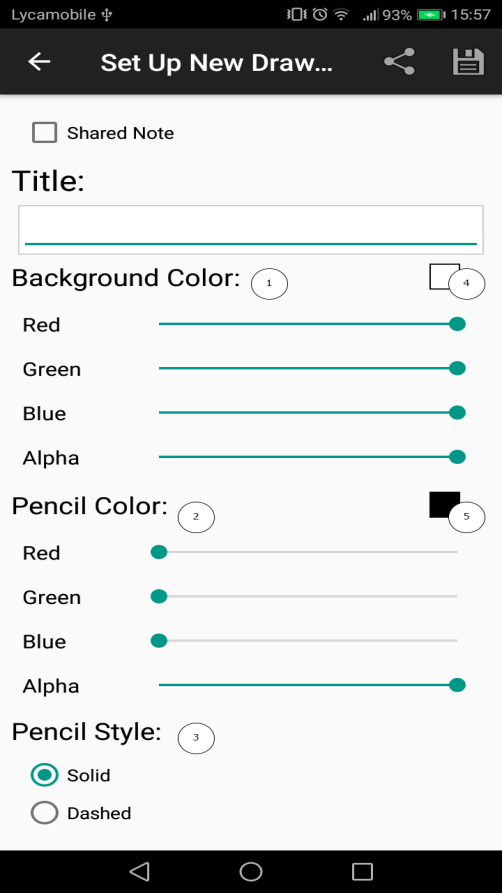 Lycamobile 93% 15:57
Set Up New Draw...
Shared Note
Title:
Background Color: 1 4
Red
Green
Blue
Alpha
Pencil Color: 2 5
Red
Green
Blue
Alpha
Pencil Style: 3
Solid
Dashed